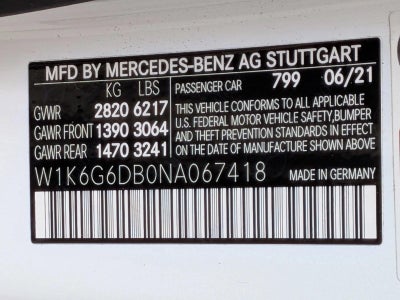 MFD BY MERCEDES-BENZ AG STUTTGART
KG LBS PASSENGER CAR 799 06/21
GVWR 2820 6217
GAWR FRONT 1390 3064
GAWR REAR 1470 3241
THIS VEHICLE CONFORMS TO ALL APPLICABLE
U.S. FEDERAL MOTOR VEHICLE SAFETY, BUMPER
AND THEFT PREVENTION STANDARDS IN EFFECT
ON THE DATE OF MANUFACTURE SHOWN ABOVE
W1K6G6DB0NA067418 MADE IN GERMANY